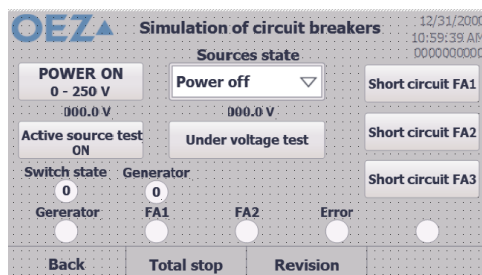 OEZ
Simulation of circuit breakers
12/31/2000
10:59:39 AM
0000000000
Sources state
POWER ON
0 - 250 V
Power off
Short circuit FA1
000.0 V
000.0 V
Active source test
ON
Under voltage test
Short circuit FA2
Switch state
Generator
0
0
Short circuit FA3
Gererator
FA1
FA2
Error
Back
Total stop
Revision